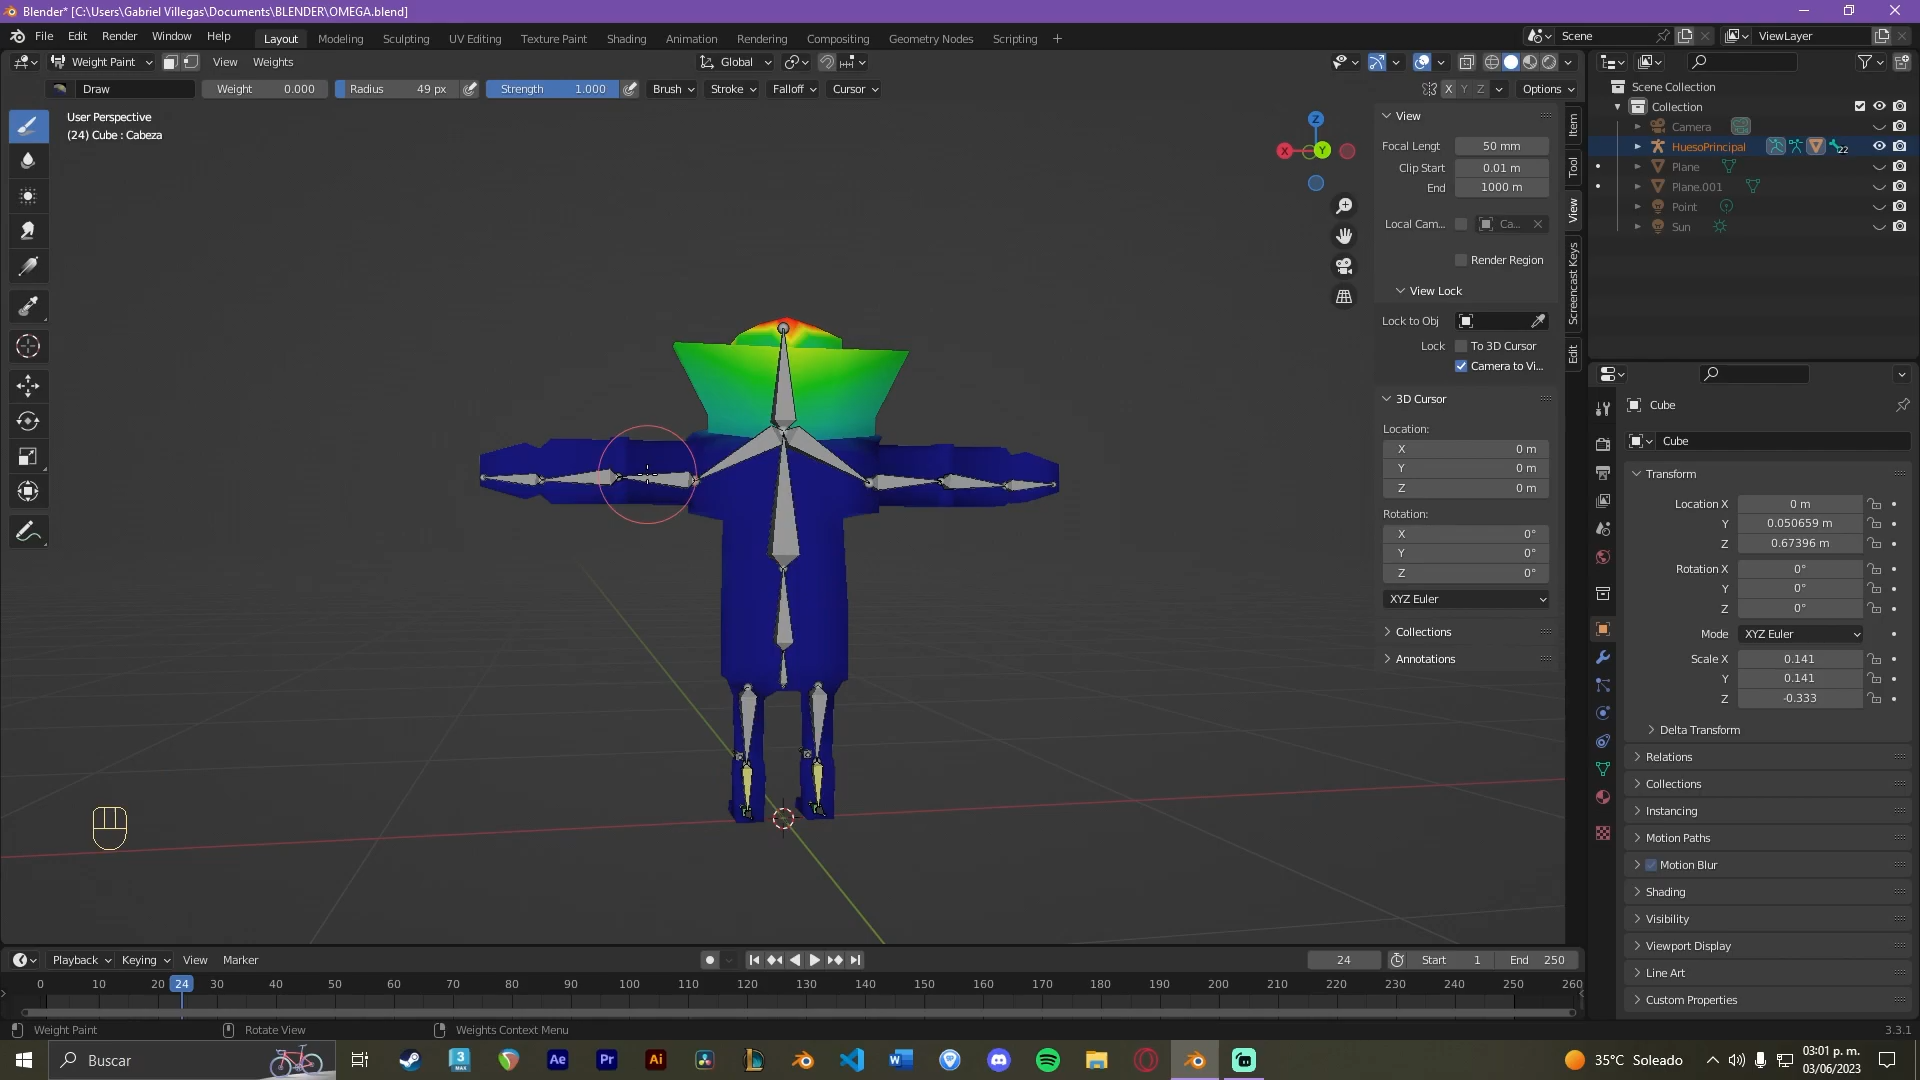 Blender* [C:\Users\Gabriel Villegas\Documents\BLENDER\OMEGA.blend]
File Edit Render Window Help Layout Modeling Sculpting UV Editing Texture Paint Shading Animation Rendering Compositing Geometry Nodes Scripting + Scene ViewLayer
Weight Paint View Weights Global
Draw Weight 0.000 Radius 49 px Strength 1.000 Brush Stroke Falloff Cursor X Y Z Options
User Perspective
(24) Cube : Cabeza
Z
X
Y
View
Focal Lengt 50 mm
Clip Start 0.01 m
End 1000 m
Local Cam... Ca...
Render Region
View Lock
Lock to Obj
Lock To 3D Cursor
Camera to Vi...
3D Cursor
Location:
X 0 m
Y 0 m
Z 0 m
Rotation:
X 0°
Y 0°
Z 0°
XYZ Euler
Collections
Annotations
Item
Tool
View
Screencast Keys
Edit
Scene Collection
Collection
Camera
HuesoPrincipal 22
Plane
Plane.001
Point
Sun
Cube
Cube
Transform
Location X 0 m
Y 0.050659 m
Z 0.67396 m
Rotation X 0°
Y 0°
Z 0°
Mode XYZ Euler
Scale X 0.141
Y 0.141
Z -0.333
Delta Transform
Relations
Collections
Instancing
Motion Paths
Motion Blur
Shading
Visibility
Viewport Display
Line Art
Custom Properties
Playback Keying View Marker 24 Start 1 End 250
0 10 20 24 30 40 50 60 70 80 90 100 110 120 130 140 150 160 170 180 190 200 210 220 230 240 250 260
Weight Paint Rotate View Weights Context Menu 3.3.1
Buscar 3 MAX Ae Pr Ai W 35°C Soleado 03:01 p. m.
03/06/2023